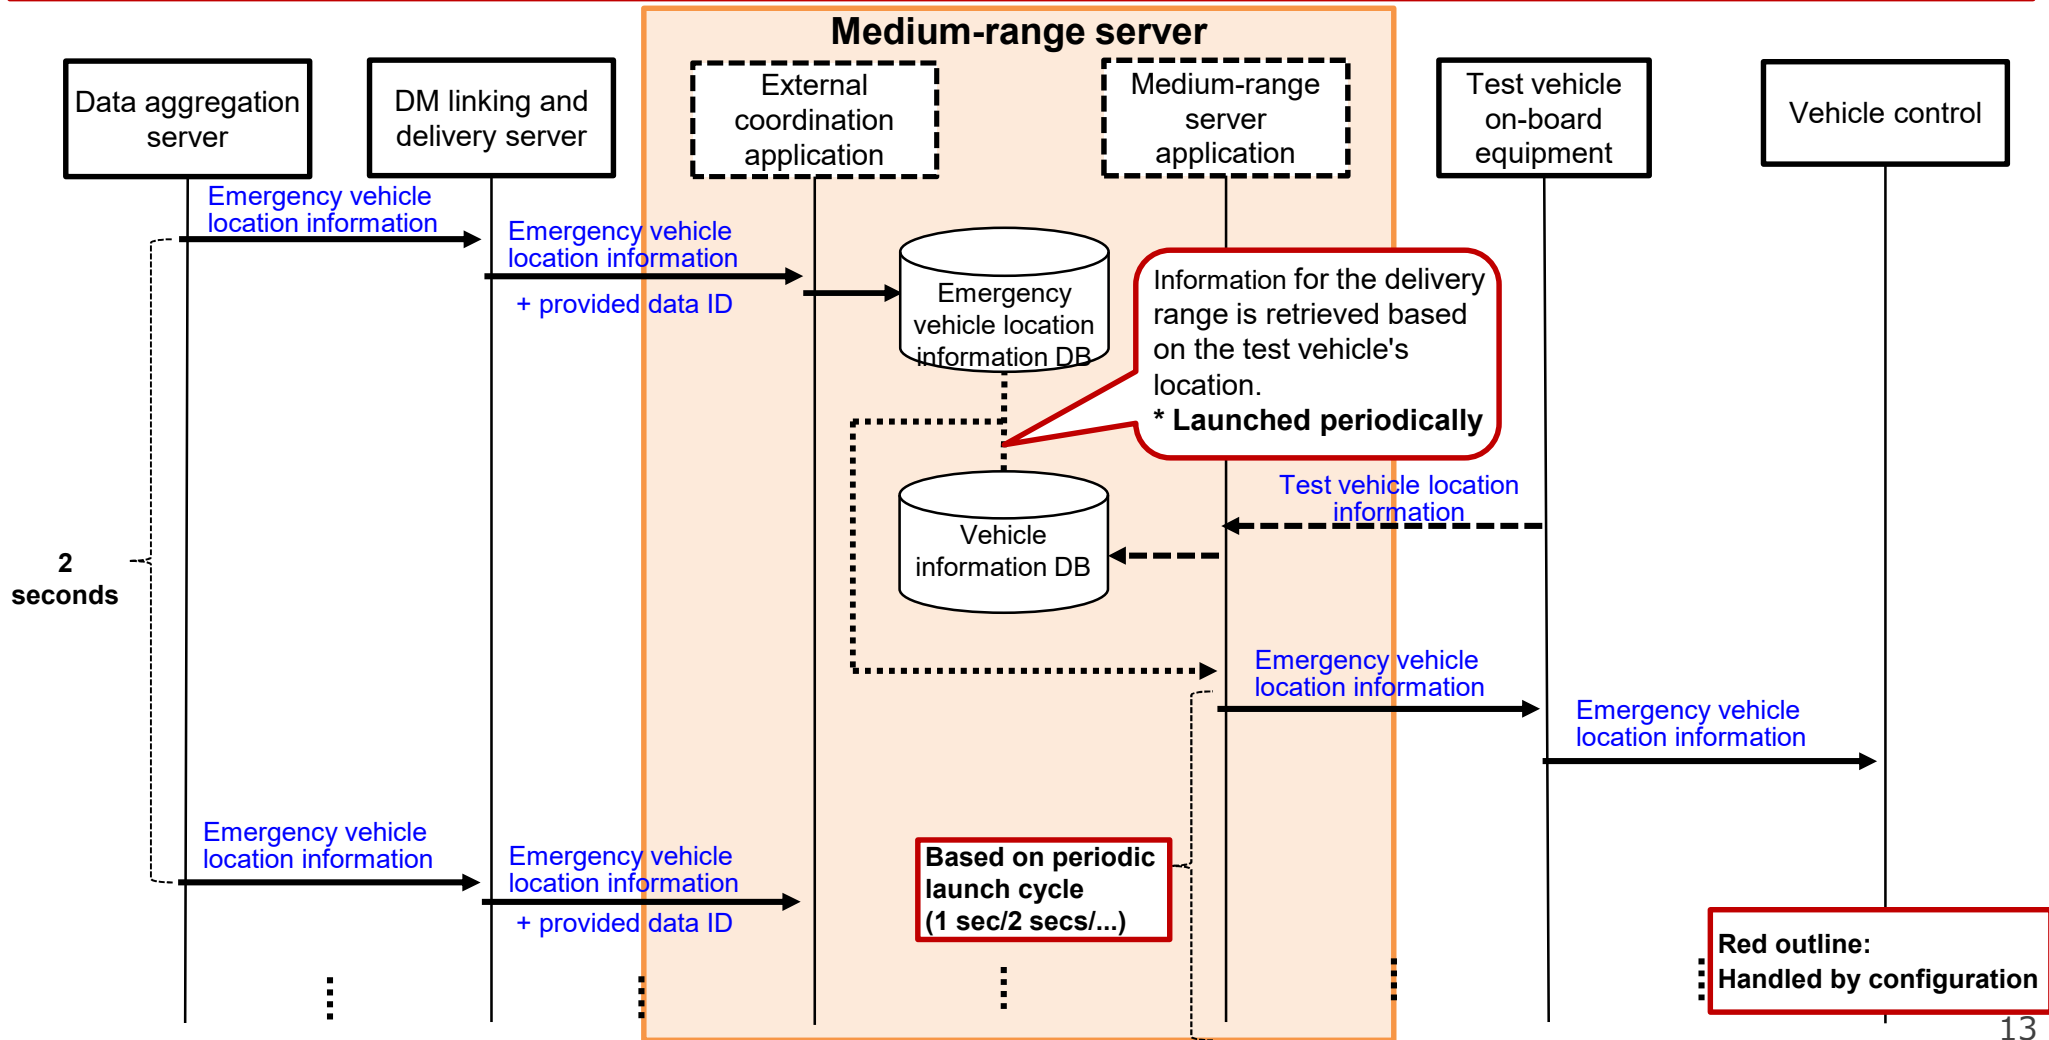 Medium-range server
Data aggregation
server
DM linking and
delivery server
External
coordination
application
Medium-range
server
application
Test vehicle
on-board
equipment
Vehicle control
Emergency vehicle
location information
Emergency vehicle
location information
+ provided data ID
Emergency
vehicle location
information DB
Information for the delivery
range is retrieved based
on the test vehicle's
location.
* Launched periodically
Test vehicle location
information
Vehicle
information DB
2
seconds
Emergency vehicle
location information
Emergency vehicle
location information
Emergency vehicle
location information
Emergency vehicle
location information
+ provided data ID
Based on periodic
launch cycle
(1 sec/2 secs/...)
Red outline:
Handled by configuration
13